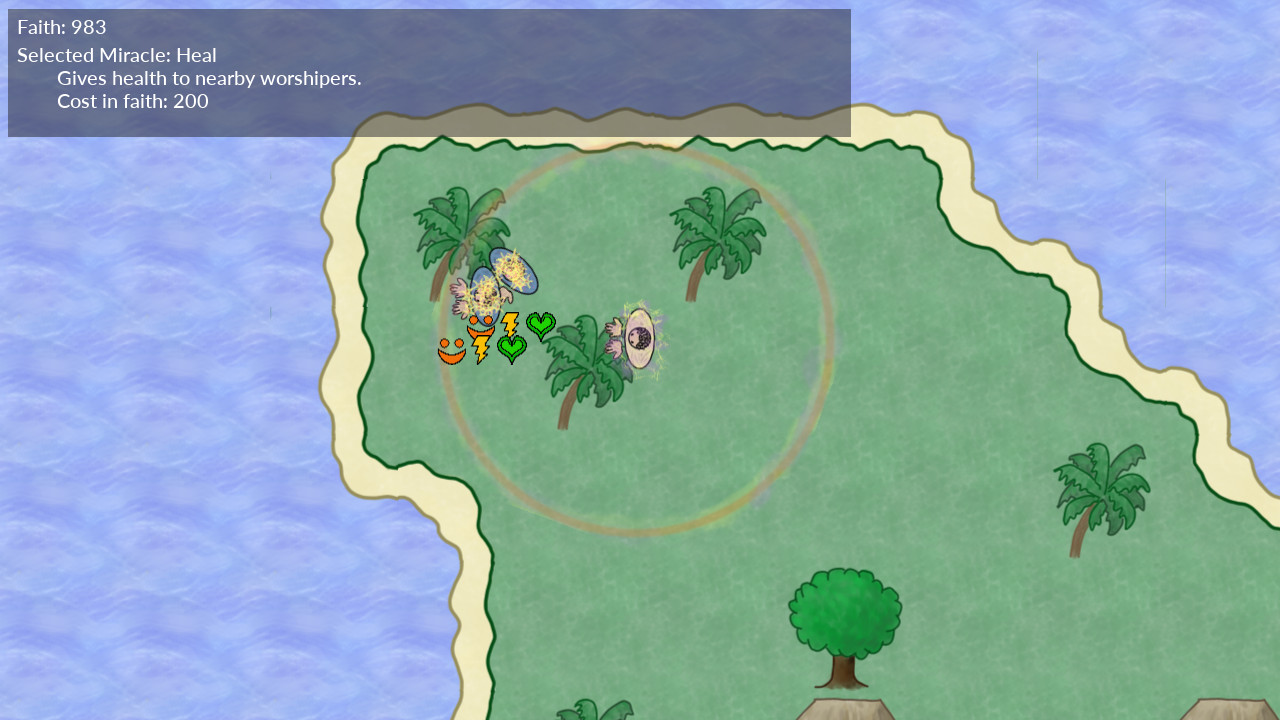 Faith: 983
Selected Miracle: Heal
Gives health to nearby worshipers.
Cost in faith: 200